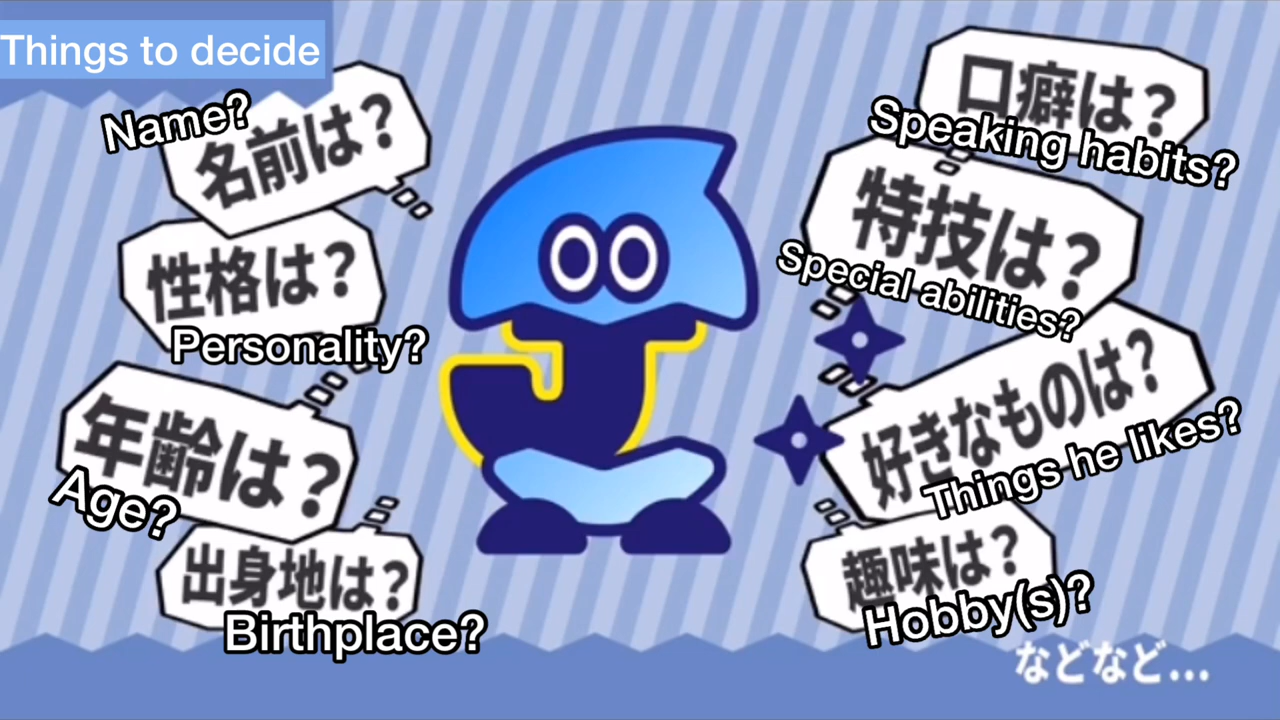 Things to decide
Name?
名前は?
性格は?
Personality?
年齢は?
Age?
出身地は?
Birthplace?
口癖は?
Speaking habits?
特技は?
Special abilities?
好きなものは?
Things he likes?
趣味は?
Hobby(s)?
などなど...